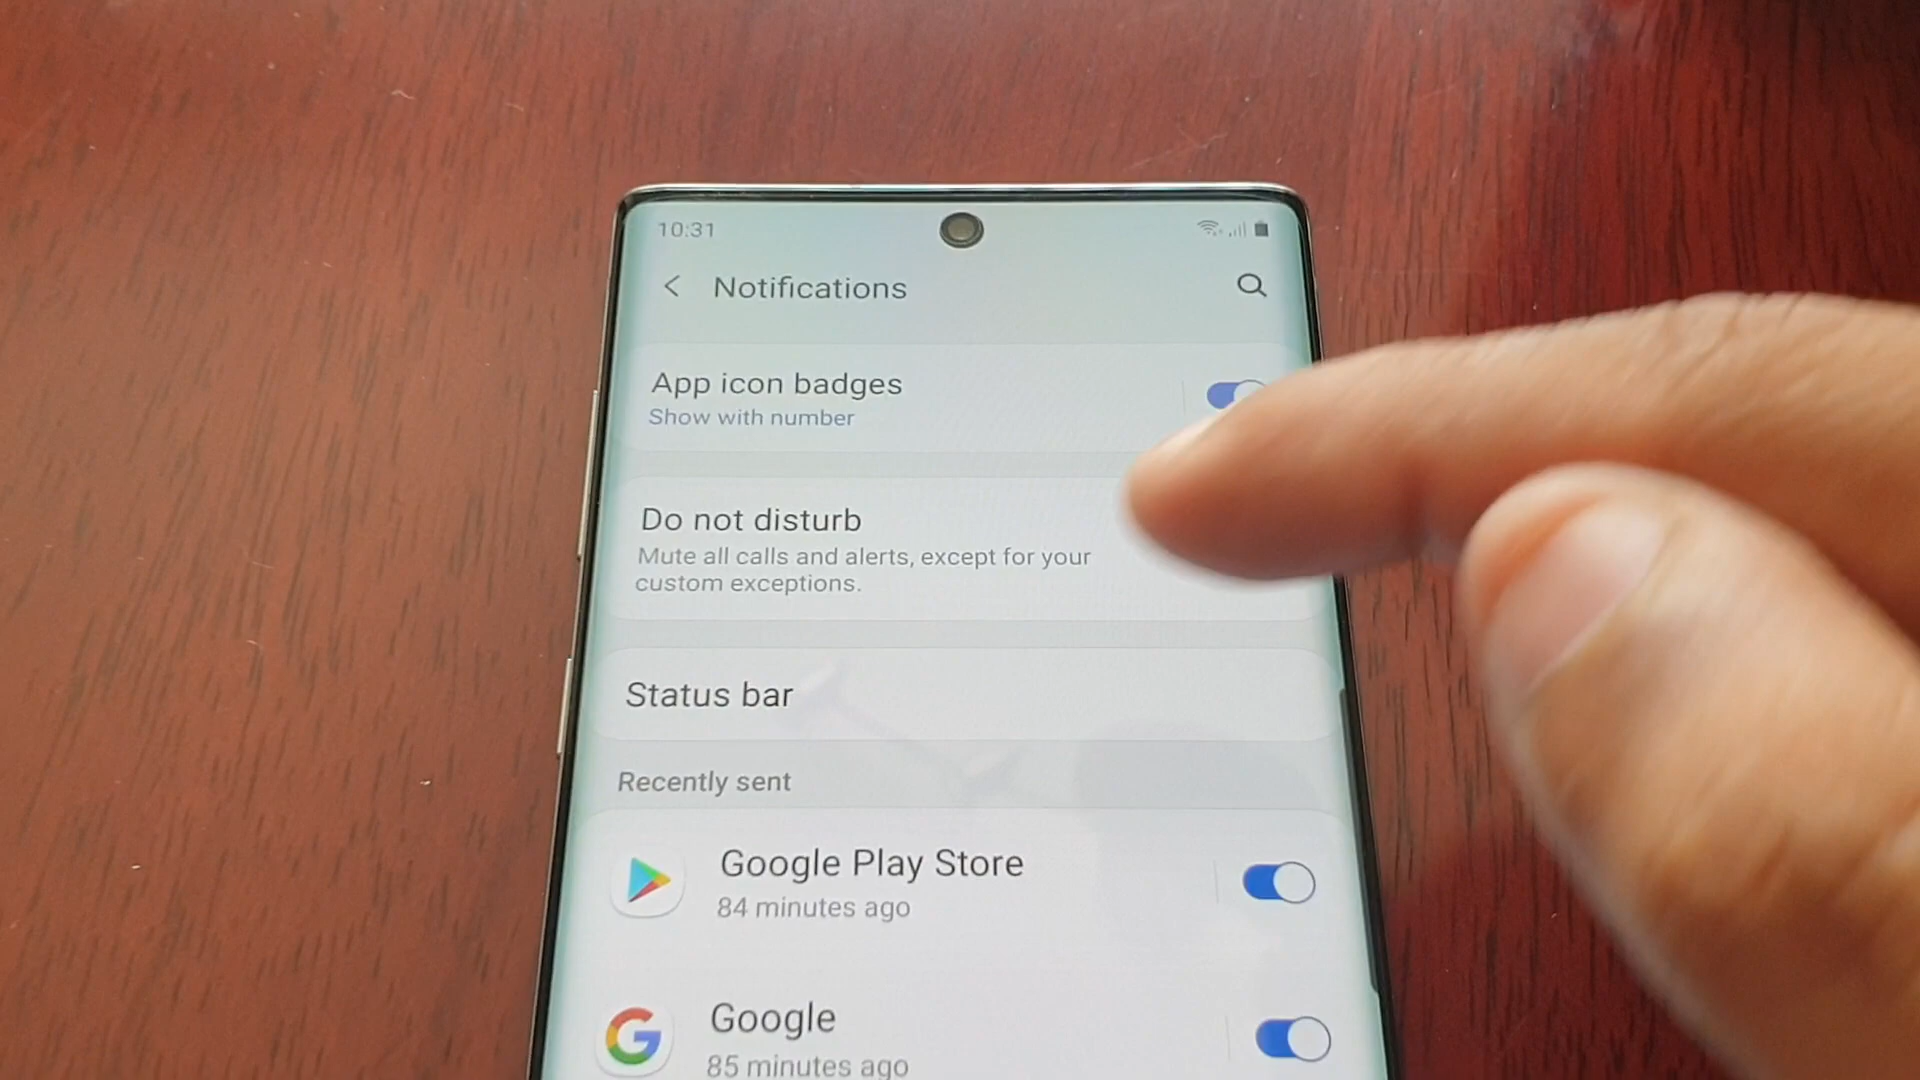 10:31
Notifications
App icon badges
Show with number
Do not disturb
Mute all calls and alerts, except for your
custom exceptions.
Status bar
Recently sent
Google Play Store
84 minutes ago
Google
85 minutes ago